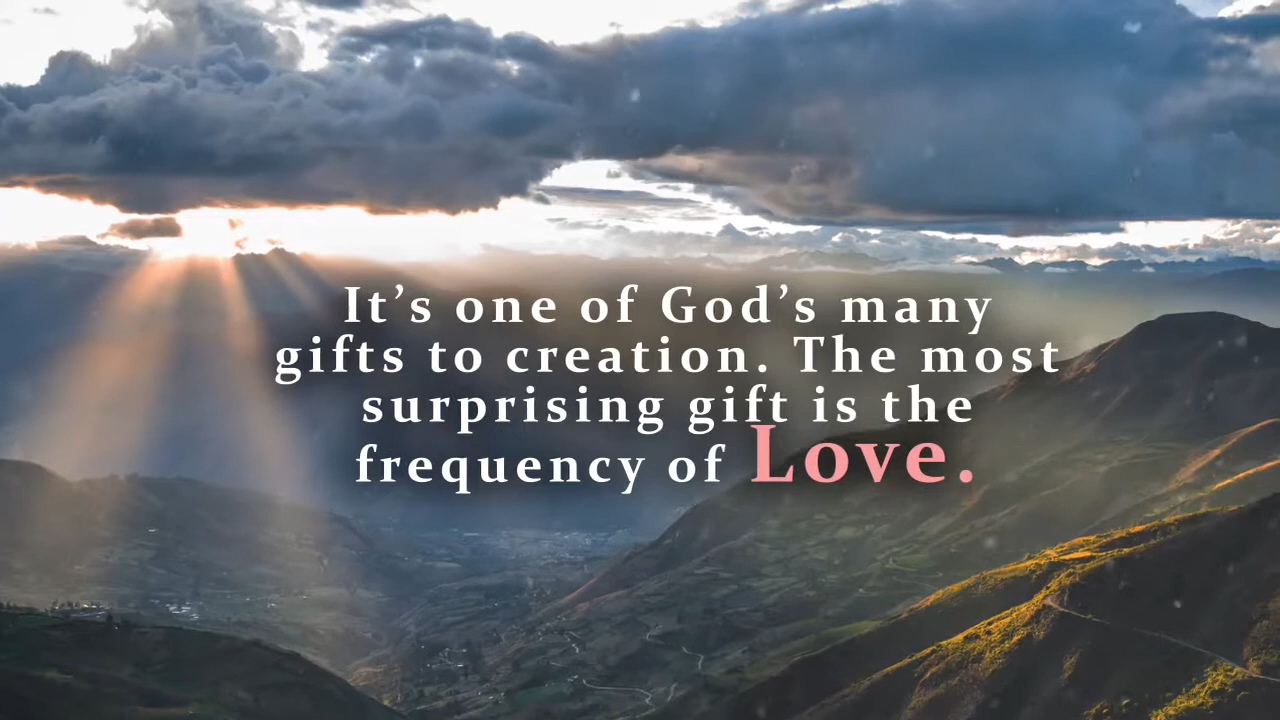 It’s one of God’s many
gifts to creation. The most
surprising gift is the
frequency of Love.